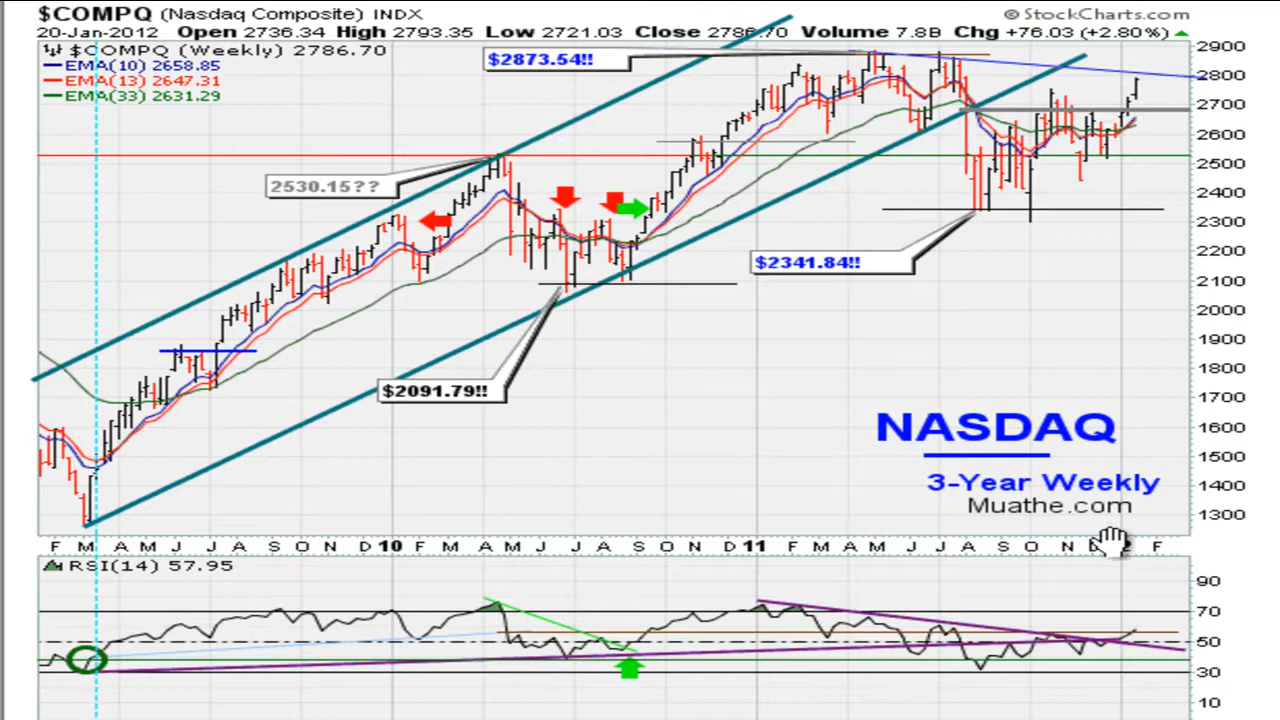 $COMPQ (Nasdaq Composite) INDX
© StockCharts.com
20-Jan-2012 Open 2736.34 High 2793.35 Low 2721.03 Close 2786.70 Volume 7.8B Chg +76.03 (+2.80%)
$COMPQ (Weekly) 2786.70
EMA(10) 2658.85
EMA(13) 2647.31
EMA(33) 2631.29
$2873.54!!
2530.15??
$2341.84!!
$2091.79!!
2900
2800
2700
2600
2500
2400
2300
2200
2100
2000
1900
1800
1700
1600
1500
1400
1300
NASDAQ
3-Year Weekly
Muathe.com
F M A M J J A S O N D 10 F M A M J J A S O N D 11 F M A M J J A S O N D F
RSI(14) 57.95
90
70
50
30
10